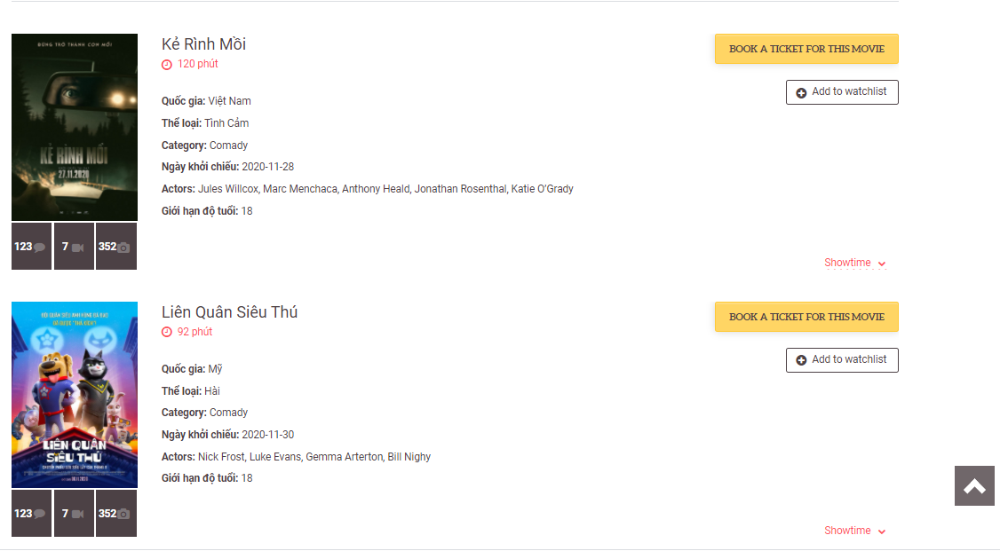 ĐỪNG TRỞ THÀNH CON MỒI
KẺ RÌNH MỒI
27.11.2020
123
7
352
Kẻ Rình Mồi
120 phút
Quốc gia: Việt Nam
Thể loại: Tình Cảm
Category: Comady
Ngày khởi chiếu: 2020-11-28
Actors: Jules Willcox, Marc Menchaca, Anthony Heald, Jonathan Rosenthal, Katie O’Grady
Giới hạn độ tuổi: 18
BOOK A TICKET FOR THIS MOVIE
Add to watchlist
Showtime
LIÊN QUÂN
SIÊU THÚ
123
7
352
Liên Quân Siêu Thú
92 phút
Quốc gia: Mỹ
Thể loại: Hài
Category: Comady
Ngày khởi chiếu: 2020-11-30
Actors: Nick Frost, Luke Evans, Gemma Arterton, Bill Nighy
Giới hạn độ tuổi: 18
BOOK A TICKET FOR THIS MOVIE
Add to watchlist
Showtime